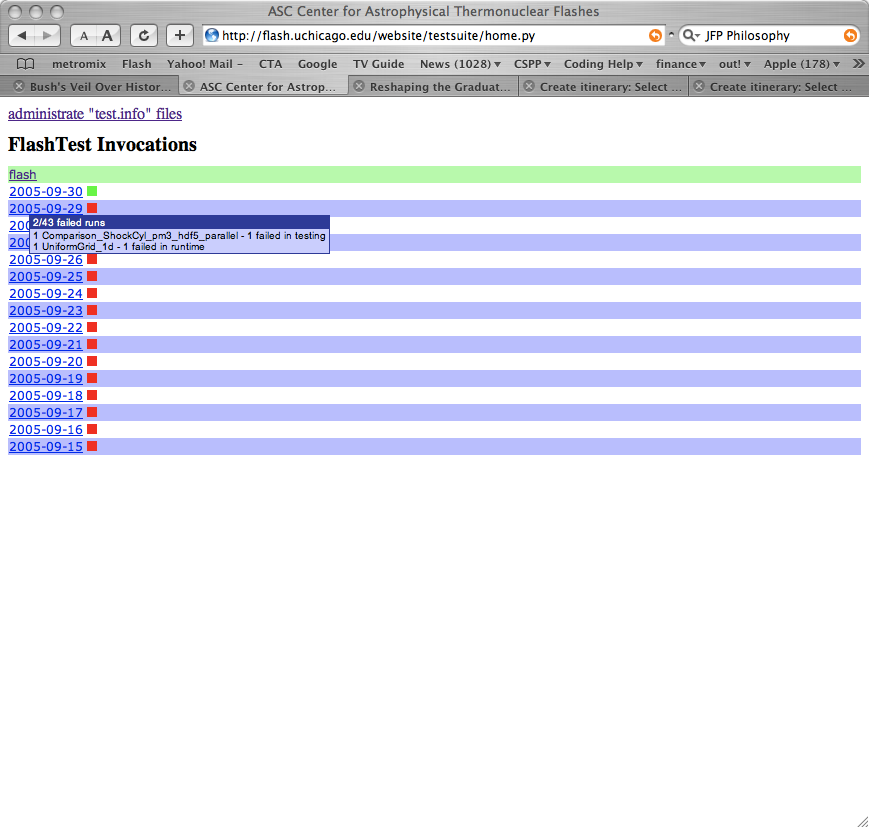 ASC Center for Astrophysical Thermonuclear Flashes
A A + http://flash.uchicago.edu/website/testsuite/home.py JFP Philosophy
metromix Flash Yahoo! Mail – CTA Google TV Guide News (1028) CSPP Coding Help finance out! Apple (178) »
Bush's Veil Over Histor... ASC Center for Astrop... Reshaping the Graduat... Create itinerary: Select ... Create itinerary: Select ...
administrate "test.info" files
FlashTest Invocations
flash
2005-09-30
2005-09-29
2/43 failed runs
1 Comparison_ShockCyl_pm3_hdf5_parallel - 1 failed in testing
1 UniformGrid_1d - 1 failed in runtime
2005-09-26
2005-09-25
2005-09-24
2005-09-23
2005-09-22
2005-09-21
2005-09-20
2005-09-19
2005-09-18
2005-09-17
2005-09-16
2005-09-15